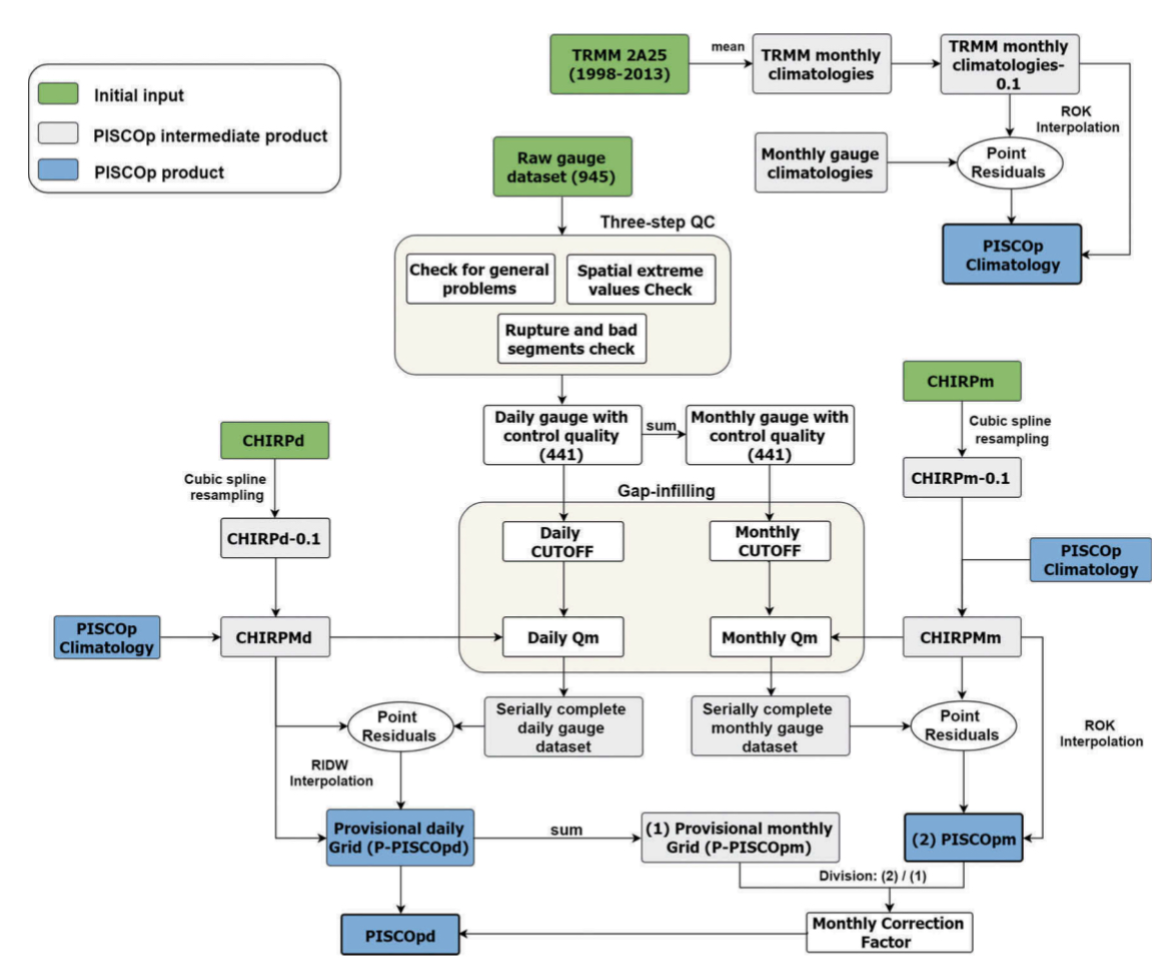 Initial input
PISCOp intermediate product
PISCOp product
TRMM 2A25
(1998-2013)
mean
TRMM monthly
climatologies
TRMM monthly
climatologies-
0.1
ROK
Interpolation
Monthly gauge
climatologies
Point
Residuals
PISCOp
Climatology
Raw gauge
dataset (945)
Three-step QC
Check for general
problems
Spatial extreme
values Check
Rupture and bad
segments check
Daily gauge with
control quality
(441)
sum
Monthly gauge with
control quality
(441)
CHIRPd
Cubic spline
resampling
CHIRPd-0.1
PISCOp
Climatology
CHIRPMd
CHIRPm
Cubic spline
resampling
CHIRPm-0.1
PISCOp
Climatology
CHIRPMm
Gap-infilling
Daily
CUTOFF
Monthly
CUTOFF
Daily Qm
Monthly Qm
Point
Residuals
Serially complete
daily gauge
dataset
Serially complete
monthly gauge
dataset
Point
Residuals
ROK
Interpolation
RIDW
Interpolation
Provisional daily
Grid (P-PISCOpd)
sum
(1) Provisional monthly
Grid (P-PISCOpm)
(2) PISCOpm
Division: (2) / (1)
PISCOpd
Monthly Correction
Factor